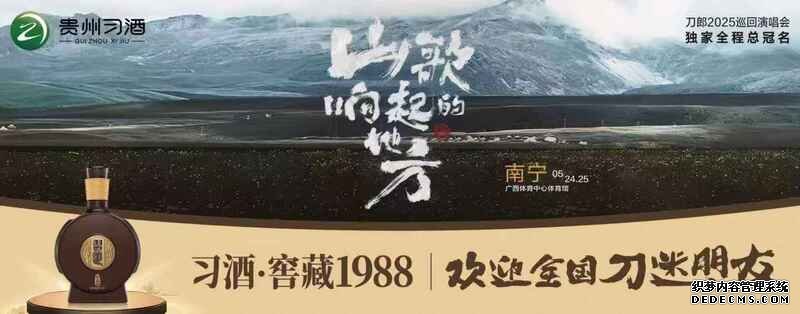 贵州习酒
GUIZHOU XIJIU
刀郎2025巡回演唱会
独家全程总冠名
山歌
响起的
地方
南宁 05 24.25
广西体育中心体育馆
习酒·窖藏1988
欢迎全国刀迷朋友
织梦内容管理系统
DEDECMS.COM